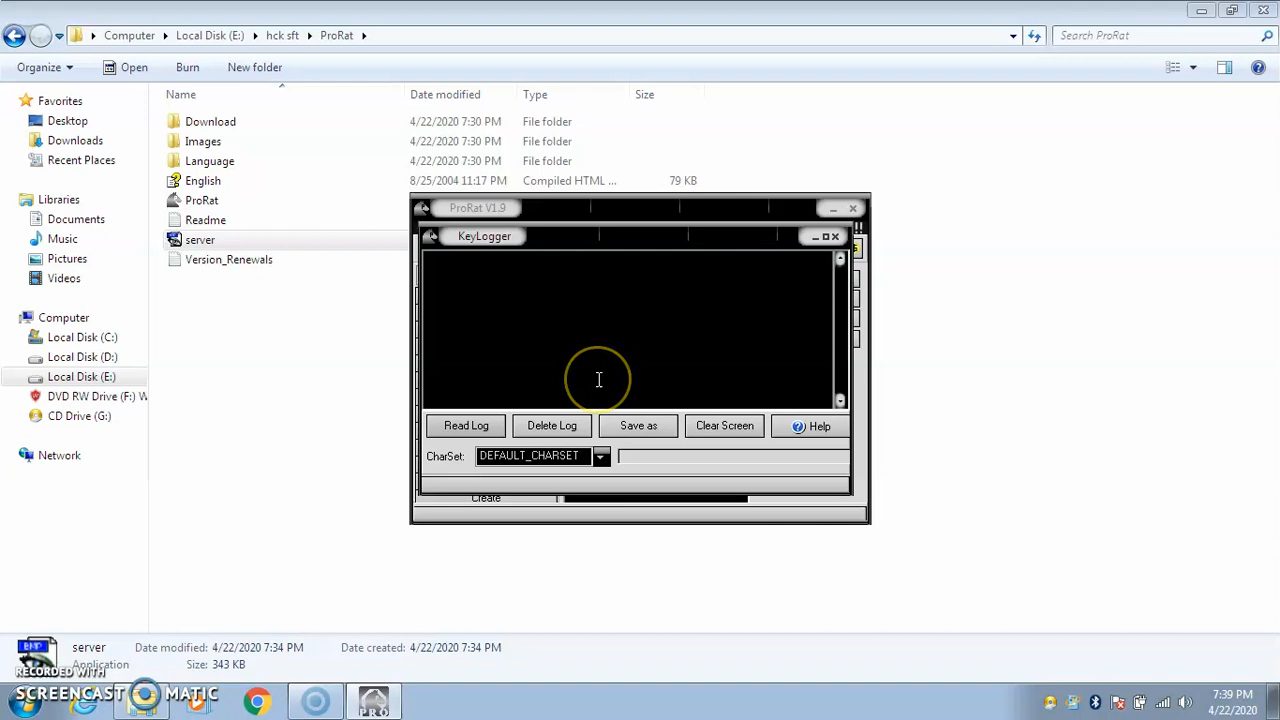 Computer Local Disk (E:) hck sft ProRat
Search ProRat
Organize Open Burn New folder
Name Date modified Type Size
Favorites
Desktop
Downloads
Recent Places
Libraries
Documents
Music
Pictures
Videos
Computer
Local Disk (C:)
Local Disk (D:)
Local Disk (E:)
DVD RW Drive (F:) W
CD Drive (G:)
Network
Download 4/22/2020 7:30 PM File folder
Images 4/22/2020 7:30 PM File folder
Language 4/22/2020 7:30 PM File folder
English 8/25/2004 11:17 PM Compiled HTML ... 79 KB
ProRat
Readme
server
Version_Renewals
ProRat V1.9
KeyLogger
Read Log Delete Log Save as Clear Screen Help
CharSet: DEFAULT_CHARSET
Create
BMP
server Date modified: 4/22/2020 7:34 PM Date created: 4/22/2020 7:34 PM
Application Size: 343 KB
RECORDED WITH
SCREENCAST MATIC
PRO
7:39 PM
4/22/2020